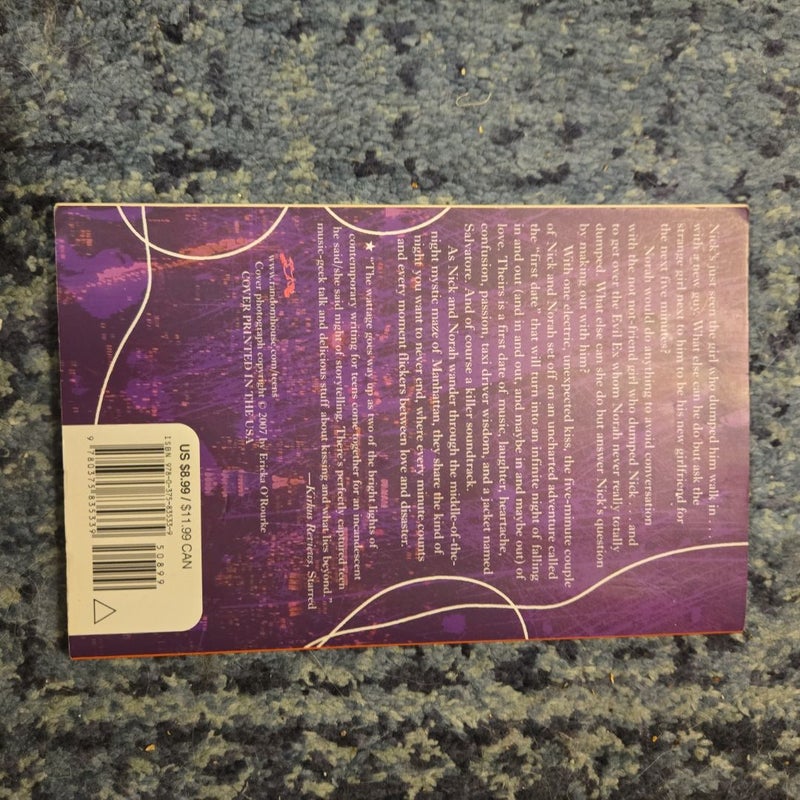 Nick just seen the girl who dumped him walk in . . .
with a new guy. What else can he do but ask the
strange girl next to him to be his new girlfriend for
the next five minutes?
Norah would do anything to avoid conversation
with the not-friend girl who dumped Nick . . . and
to get over the Evil Ex whom Norah never really totally
dumped. What else can she do but answer Nick's question
by making out with him?
With one electric, unexpected kiss, the five-minute couple
of Nick and Norah set off on an uncharted adventure called
the "first date" that will turn into an infinite night of falling
in and out (and in and out, and maybe in and maybe out) of
love. Theirs is a first date of music, laughter, heartache,
confusion, passion, taxi driver wisdom, and a jacket named
Salvatore. And of course a killer soundtrack.
As Nick and Norah wander through the middle-of-the-
night mystic maze of Manhattan, they share the kind of
night you want to never end, where every minute counts
and every moment flickers between love and disaster.
★ "The wattage goes way up as two of the bright lights of
contemporary writing for teens come together for an incandescent
he said/she said night of storytelling. There's perfectly captured teen
music-geek talk and delicious stuff about kissing and what lies beyond."
—Kirkus Reviews, Starred
www.randomhouse.com/teens
Cover photograph copyright © 2007 by Ericka O'Rourke
COVER PRINTED IN THE USA
US $8.99 / $11.99 CAN
ISBN 978-0-375-83533-9
9 780375 835339
50899